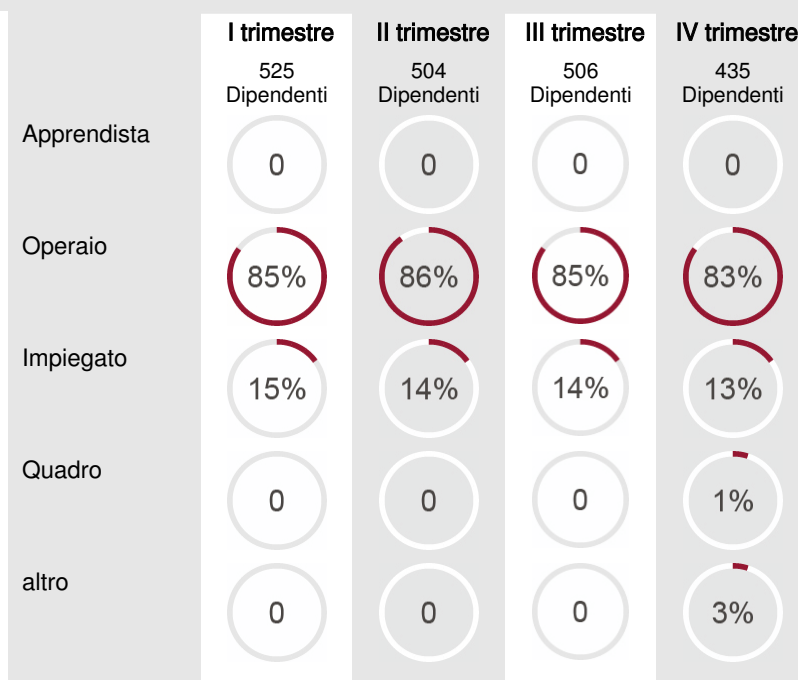 I trimestre II trimestre III trimestre IV trimestre
525 504 506 435
Dipendenti Dipendenti Dipendenti Dipendenti
Apprendista
0 0 0 0
Operaio
85% 86% 85% 83%
Impiegato
15% 14% 14% 13%
Quadro
0 0 0 1%
altro
0 0 0 3%